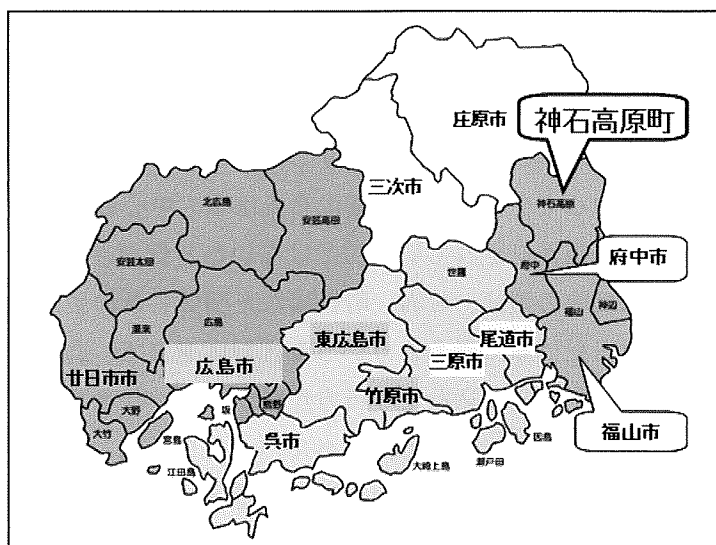 庄原市
神石高原町
三次市
北広島
安芸高田
神石高原
安芸太田
世羅
府中
府中市
湯来
広島
福山
神辺
東広島市
尾道市
広島市
三原市
廿日市市
竹原市
大野
坂
熊野
大竹
宮島
呉市
福山市
因島
江田島
大崎上島
瀬戸田